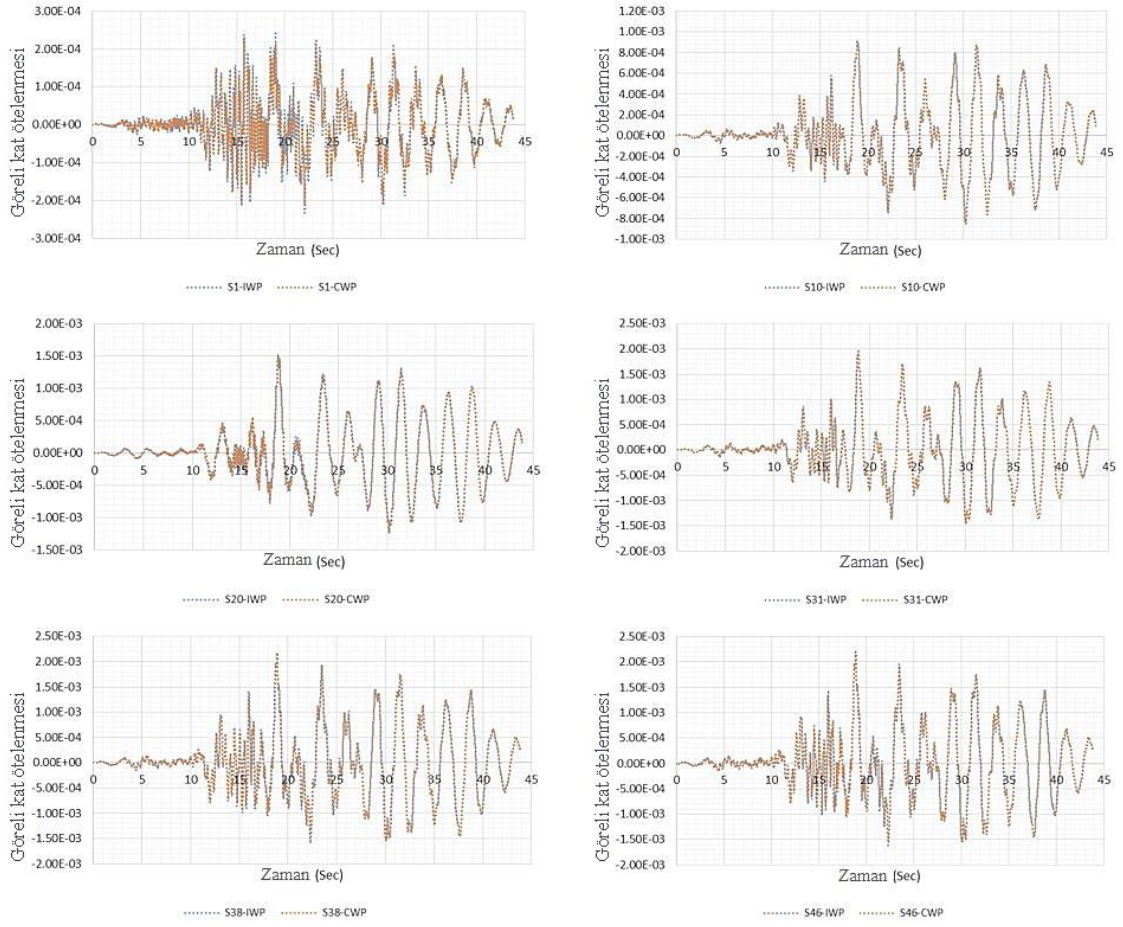 3.00E-04
2.00E-04
1.00E-04
0.00E+00
-1.00E-04
-2.00E-04
-3.00E-04
0 5 10 15 20 25 30 35 40 45
Göreli kat ötelenmesi
Zaman (Sec)
S1-IWP S1-CWP
1.20E-03
1.00E-03
8.00E-04
6.00E-04
4.00E-04
2.00E-04
0.00E+00
-2.00E-04
-4.00E-04
-6.00E-04
-8.00E-04
-1.00E-03
0 5 10 15 20 25 30 35 40 45
Göreli kat ötelenmesi
Zaman (Sec)
S10-IWP S10-CWP
2.00E-03
1.50E-03
1.00E-03
5.00E-04
0.00E+00
-5.00E-04
-1.00E-03
-1.50E-03
0 5 10 15 20 25 30 35 40 45
Göreli kat ötelenmesi
Zaman (Sec)
S20-IWP S20-CWP
2.50E-03
2.00E-03
1.50E-03
1.00E-03
5.00E-04
0.00E+00
-5.00E-04
-1.00E-03
-1.50E-03
-2.00E-03
0 5 10 15 20 25 30 35 40 45
Göreli kat ötelenmesi
Zaman (Sec)
S31-IWP S31-CWP
2.50E-03
2.00E-03
1.50E-03
1.00E-03
5.00E-04
0.00E+00
-5.00E-04
-1.00E-03
-1.50E-03
-2.00E-03
0 5 10 15 20 25 30 35 40 45
Göreli kat ötelenmesi
Zaman (Sec)
S38-IWP S38-CWP
2.50E-03
2.00E-03
1.50E-03
1.00E-03
5.00E-04
0.00E+00
-5.00E-04
-1.00E-03
-1.50E-03
-2.00E-03
0 5 10 15 20 25 30 35 40 45
Göreli kat ötelenmesi
Zaman (Sec)
S46-IWP S46-CWP